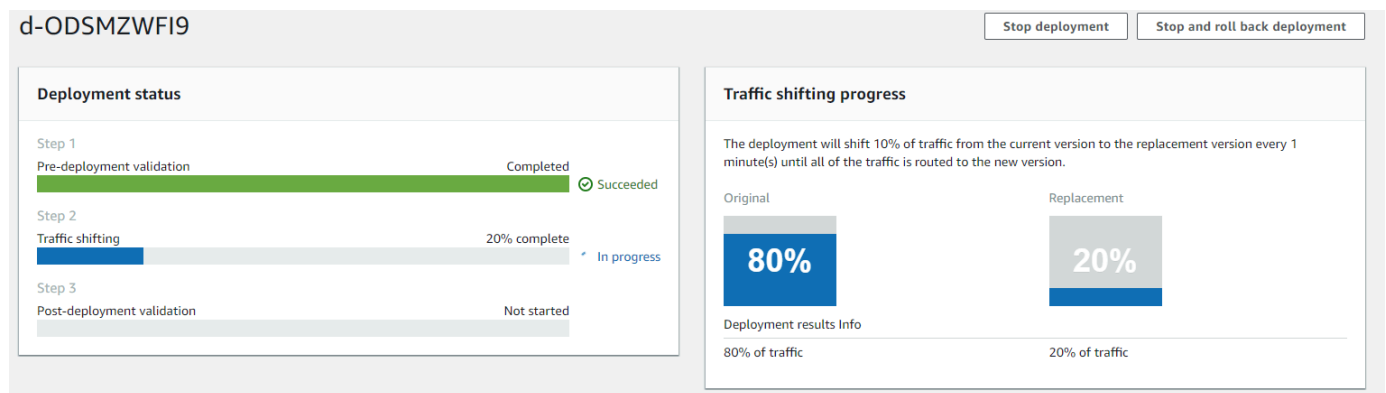 d-ODSMZWFI9
Stop deployment
Stop and roll back deployment
Deployment status
Step 1
Pre-deployment validation
Completed
Succeeded
Step 2
Traffic shifting
20% complete
In progress
Step 3
Post-deployment validation
Not started
Traffic shifting progress
The deployment will shift 10% of traffic from the current version to the replacement version every 1
minute(s) until all of the traffic is routed to the new version.
Original
Replacement
80%
20%
Deployment results Info
80% of traffic
20% of traffic